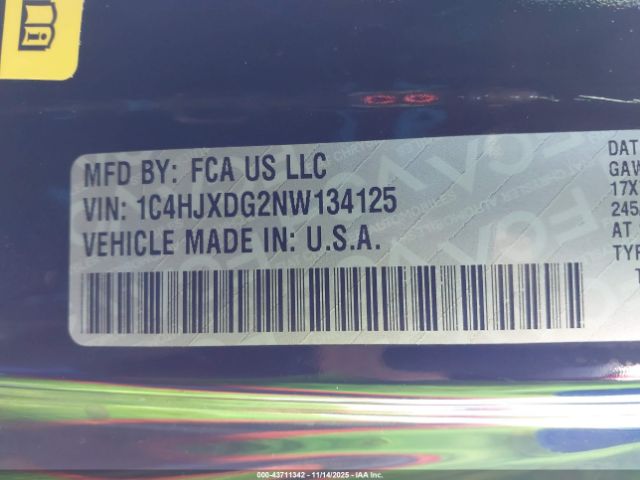 MFD BY: FCA US LLC
VIN: 1C4HJXDG2NW134125
VEHICLE MADE IN: U.S.A.
DAT
GAW
17X
245
AT
TYP
T
000-43711342 - 11/14/2025 - IAAI, Inc.